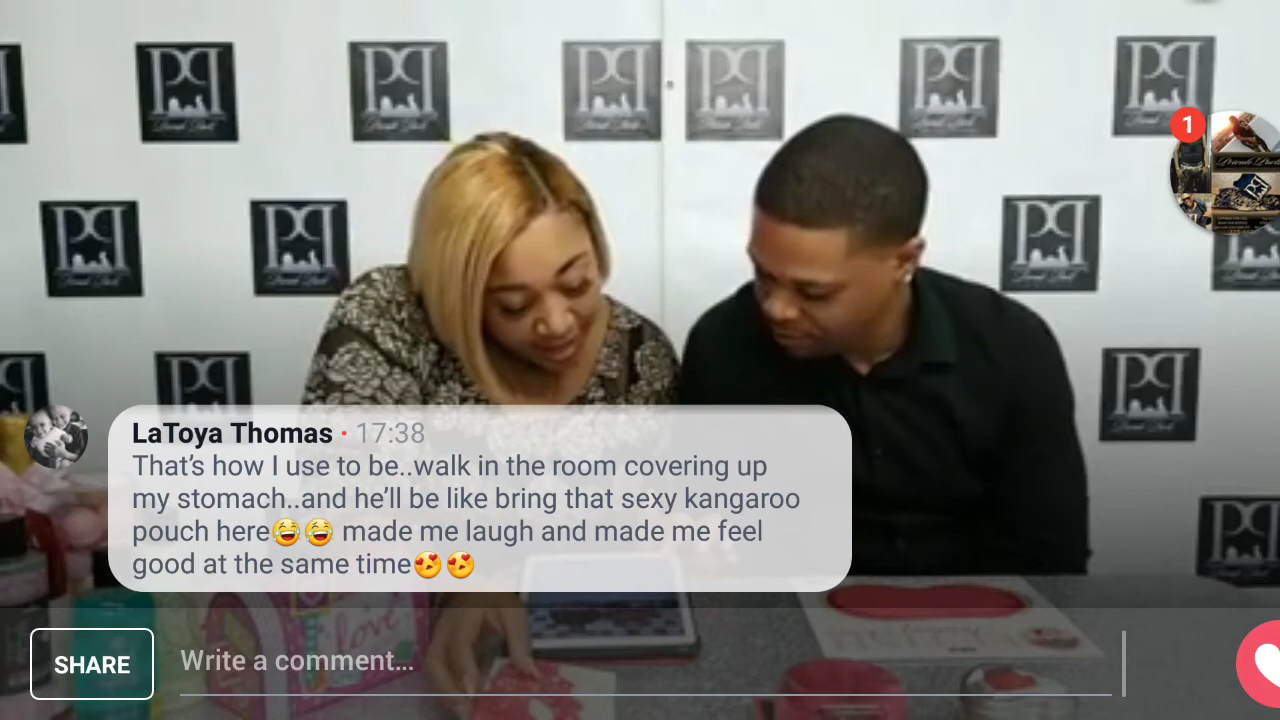 1
LaToya Thomas • 17:38
That's how I use to be..walk in the room covering up
my stomach..and he'll be like bring that sexy kangaroo
pouch here😂😂 made me laugh and made me feel
good at the same time😍😍
love
SHARE
Write a comment...